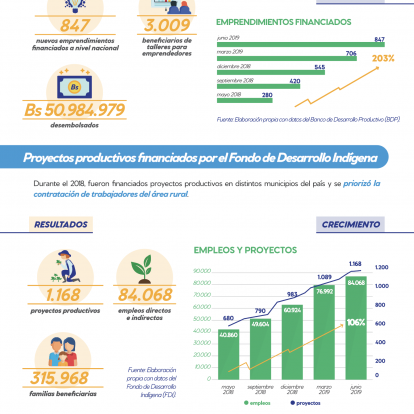 847
nuevos emprendimientos
financiados a nivel nacional
3.009
beneficiarios de
talleres para
emprendedores
Bs
Bs 50.984.979
desembolsados
EMPRENDIMIENTOS FINANCIADOS
junio 2019
847
marzo 2019
706
diciembre 2018
545
septiembre 2018
420
mayo 2018
280
203%
Fuente: Elaboración propia con datos del Banco de Desarrollo Productivo (BDP)
Proyectos productivos financiados por el Fondo de Desarrollo Indígena
Durante el 2018, fueron financiados proyectos productivos en distintos municipios del país y se priorizó la
contratación de trabajadores del área rural.
RESULTADOS
1.168
proyectos productivos
84.068
empleos directos
e indirectos
315.968
familias beneficiarias
Fuente: Elaboración
propia con datos del
Fondo de Desarrollo
Indígena (FDI)
CRECIMIENTO
EMPLEOS Y PROYECTOS
90000
80000
70000
60000
50000
40000
30000
20000
10000
0
680
790
983
1.089
1.168
40.860
49.604
60.924
76.992
84.068
106%
1.200
1000
800
600
400
200
0
mayo
2018
septiembre
2018
diciembre
2018
marzo
2019
junio
2019
empleos
proyectos